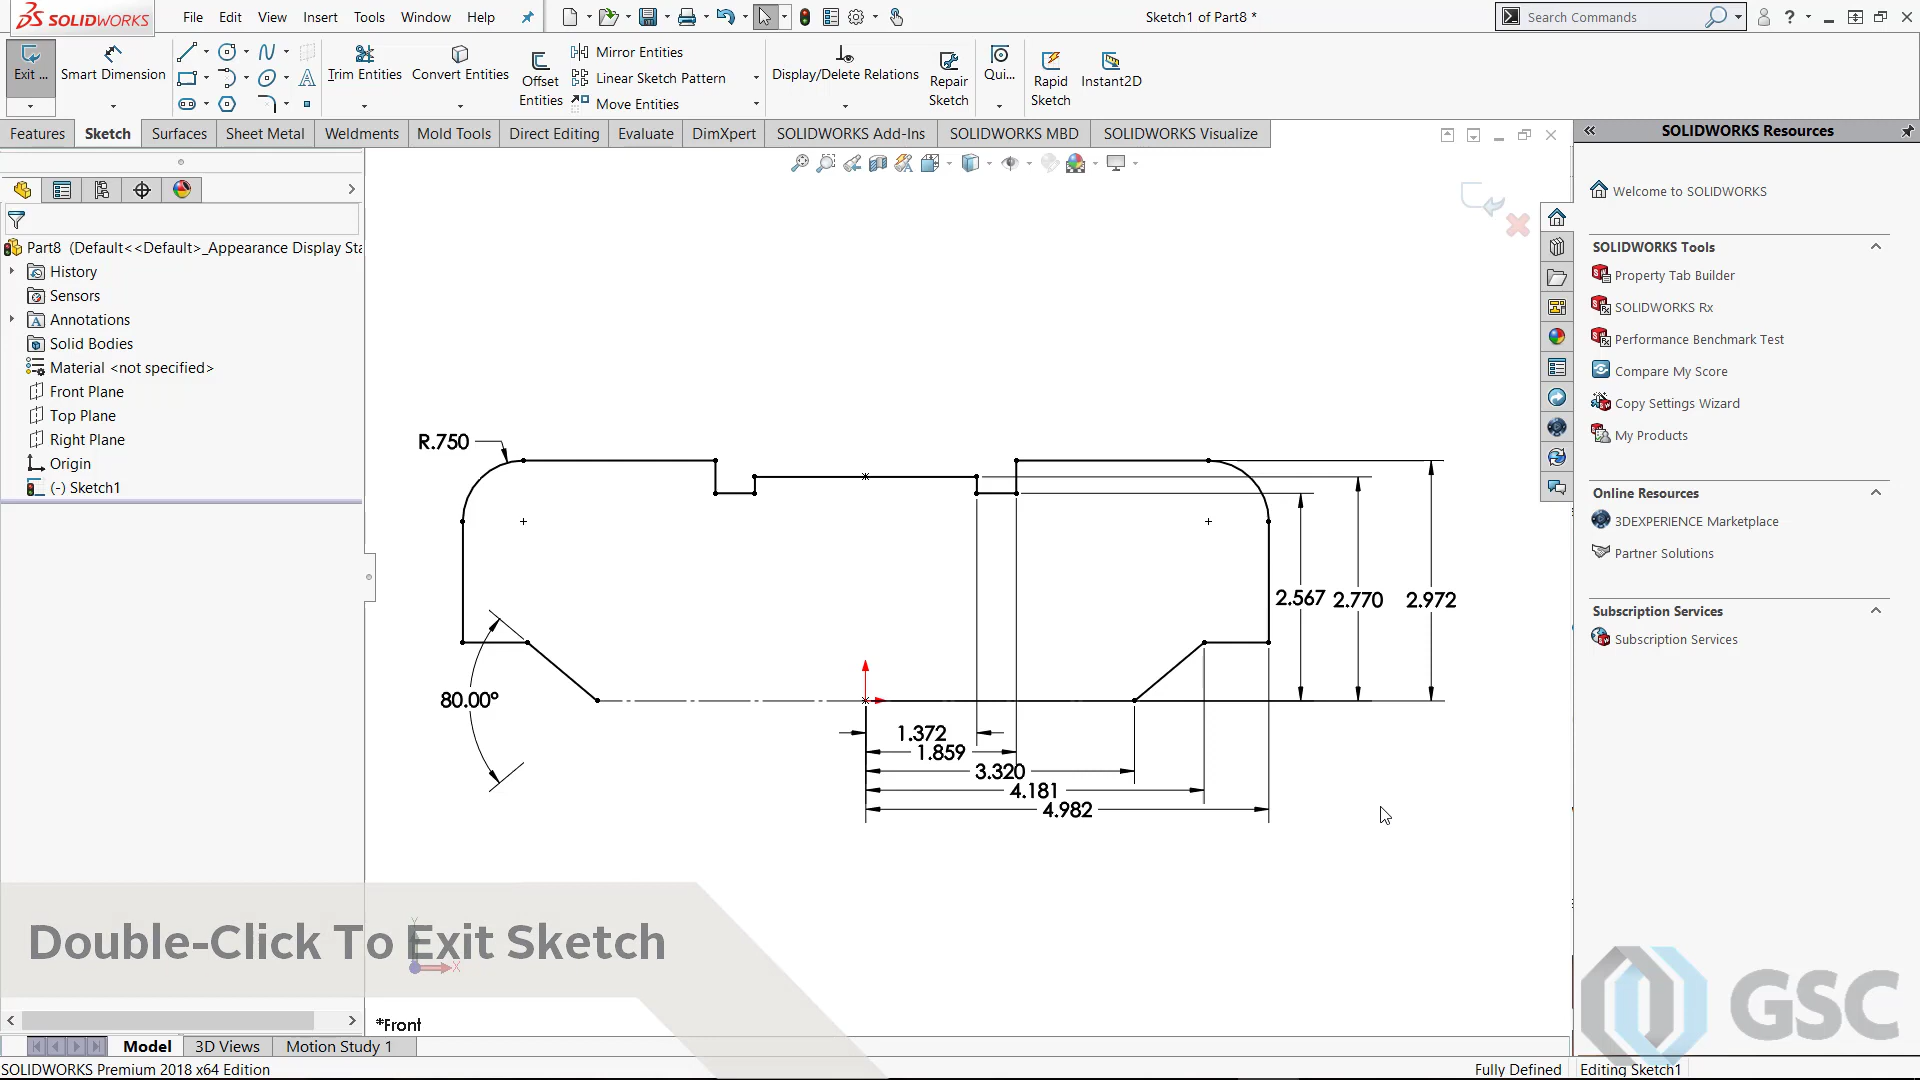 SOLIDWORKS
File Edit View Insert Tools Window Help
Sketch1 of Part8 *
Search Commands
?
Exit ...
Smart Dimension
Trim Entities
Convert Entities
Offset
Entities
Mirror Entities
Linear Sketch Pattern
Move Entities
Display/Delete Relations
Repair
Sketch
Qui...
Rapid
Sketch
Instant2D
Features Sketch Surfaces Sheet Metal Weldments Mold Tools Direct Editing Evaluate DimXpert SOLIDWORKS Add-Ins SOLIDWORKS MBD SOLIDWORKS Visualize
SOLIDWORKS Resources
Part8 (Default<<Default>_Appearance Display Sta
History
Sensors
Annotations
Solid Bodies
Material <not specified>
Front Plane
Top Plane
Right Plane
Origin
(-) Sketch1
R.750
80.00°
2.567 2.770 2.972
1.372
1.859
3.320
4.181
4.982
Welcome to SOLIDWORKS
SOLIDWORKS Tools
Property Tab Builder
SOLIDWORKS Rx
Performance Benchmark Test
Compare My Score
Copy Settings Wizard
My Products
Online Resources
3DEXPERIENCE Marketplace
Partner Solutions
Subscription Services
Subscription Services
Double-Click To Exit Sketch
Y
X
GSC
*Front
Model 3D Views Motion Study 1
SOLIDWORKS Premium 2018 x64 Edition
Fully Defined Editing Sketch1